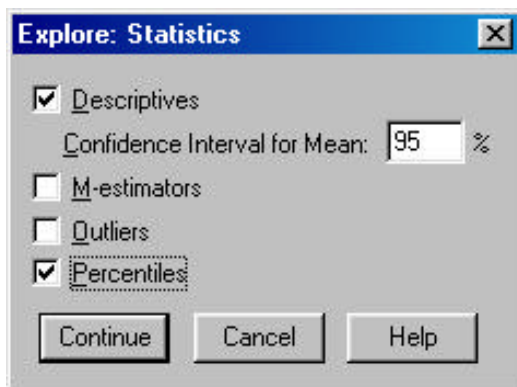 Explore: Statistics
Descriptives
Confidence Interval for Mean: 95 %
M-estimators
Outliers
Percentiles
Continue Cancel Help